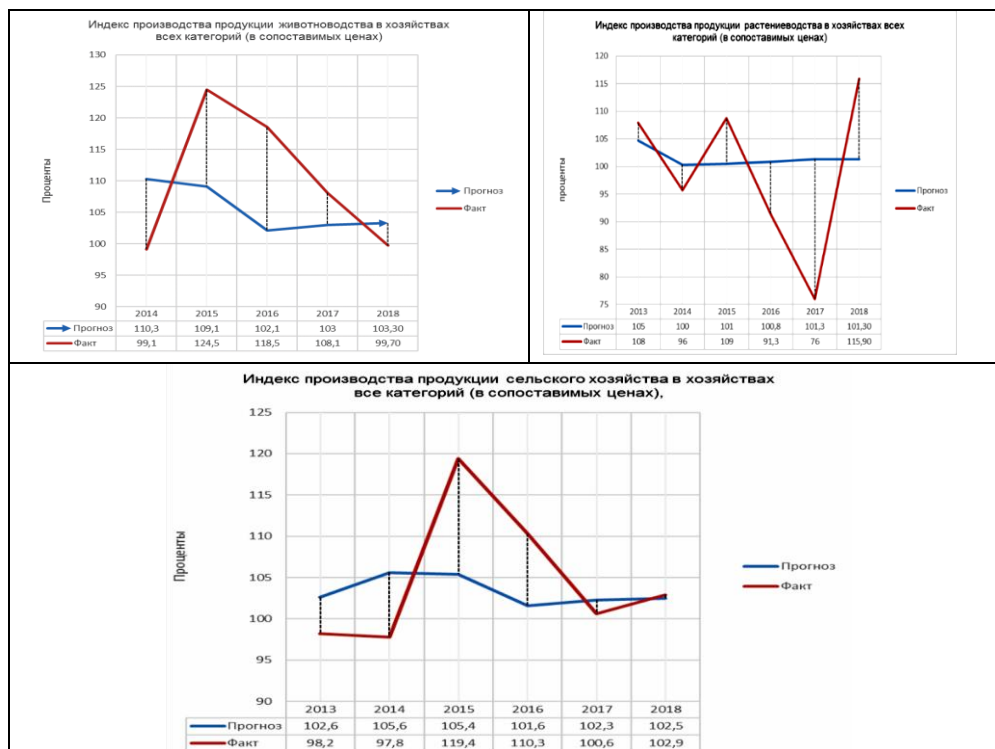 Индекс производства продукции животноводства в хозяйствах
всех категорий (в сопоставимых ценах)
130
125
120
115
110
105
100
95
90
Проценты
Прогноз
Факт
2014 2015 2016 2017 2018
Прогноз 110,3 109,1 102,1 103 103,30
Факт 99,1 124,5 118,5 108,1 99,70
Индекс производства продукции растениеводства в хозяйствах всех
категорий (в сопоставимых ценах)
120
115
110
105
100
95
90
85
80
75
проценты
Прогноз
Факт
2013 2014 2015 2016 2017 2018
Прогноз 105 100 101 100,8 101,3 101,30
Факт 108 96 109 91,3 76 115,90
Индекс производства продукции сельского хозяйства в хозяйствах
все категорий (в сопоставимых ценах),
125
120
115
110
105
100
95
90
Проценты
Прогноз
Факт
2013 2014 2015 2016 2017 2018
Прогноз 102,6 105,6 105,4 101,6 102,3 102,5
Факт 98,2 97,8 119,4 110,3 100,6 102,9